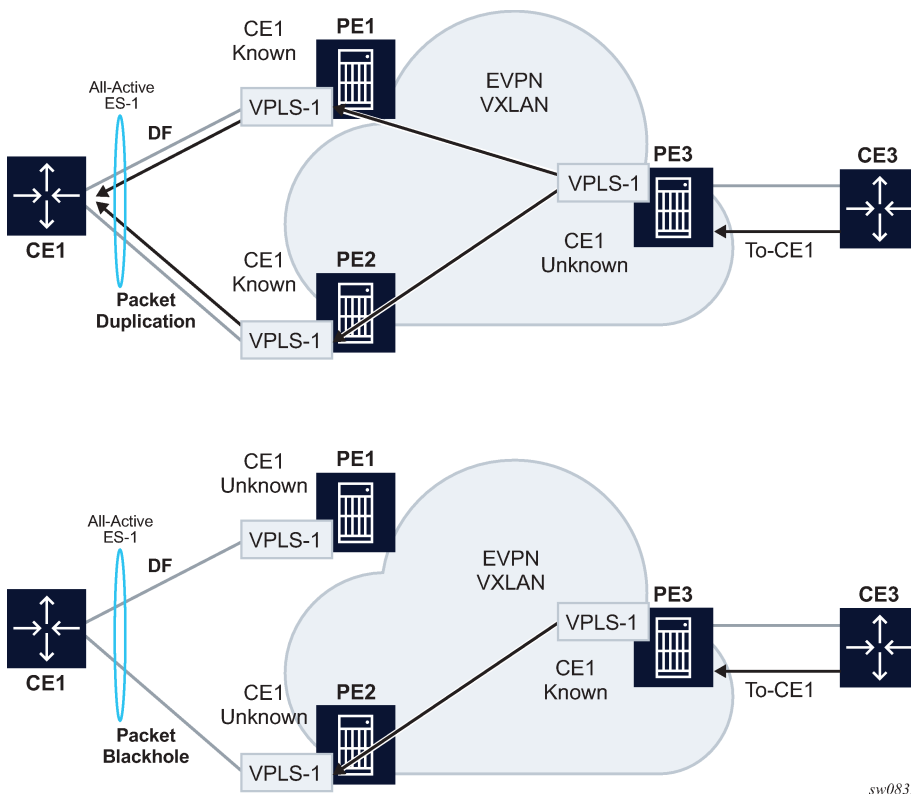 CE1
Known
PE1
All-Active
ES-1
VPLS-1
DF
EVPN
VXLAN
PE3
CE3
VPLS-1
CE1
Packet
Duplication
CE1
Known
PE2
VPLS-1
CE1
Unknown
To-CE1
CE1
Unknown
PE1
All-Active
ES-1
VPLS-1
DF
EVPN
VXLAN
PE3
CE3
VPLS-1
CE1
Packet
Blackhole
CE1
Unknown
PE2
VPLS-1
CE1
Known
To-CE1